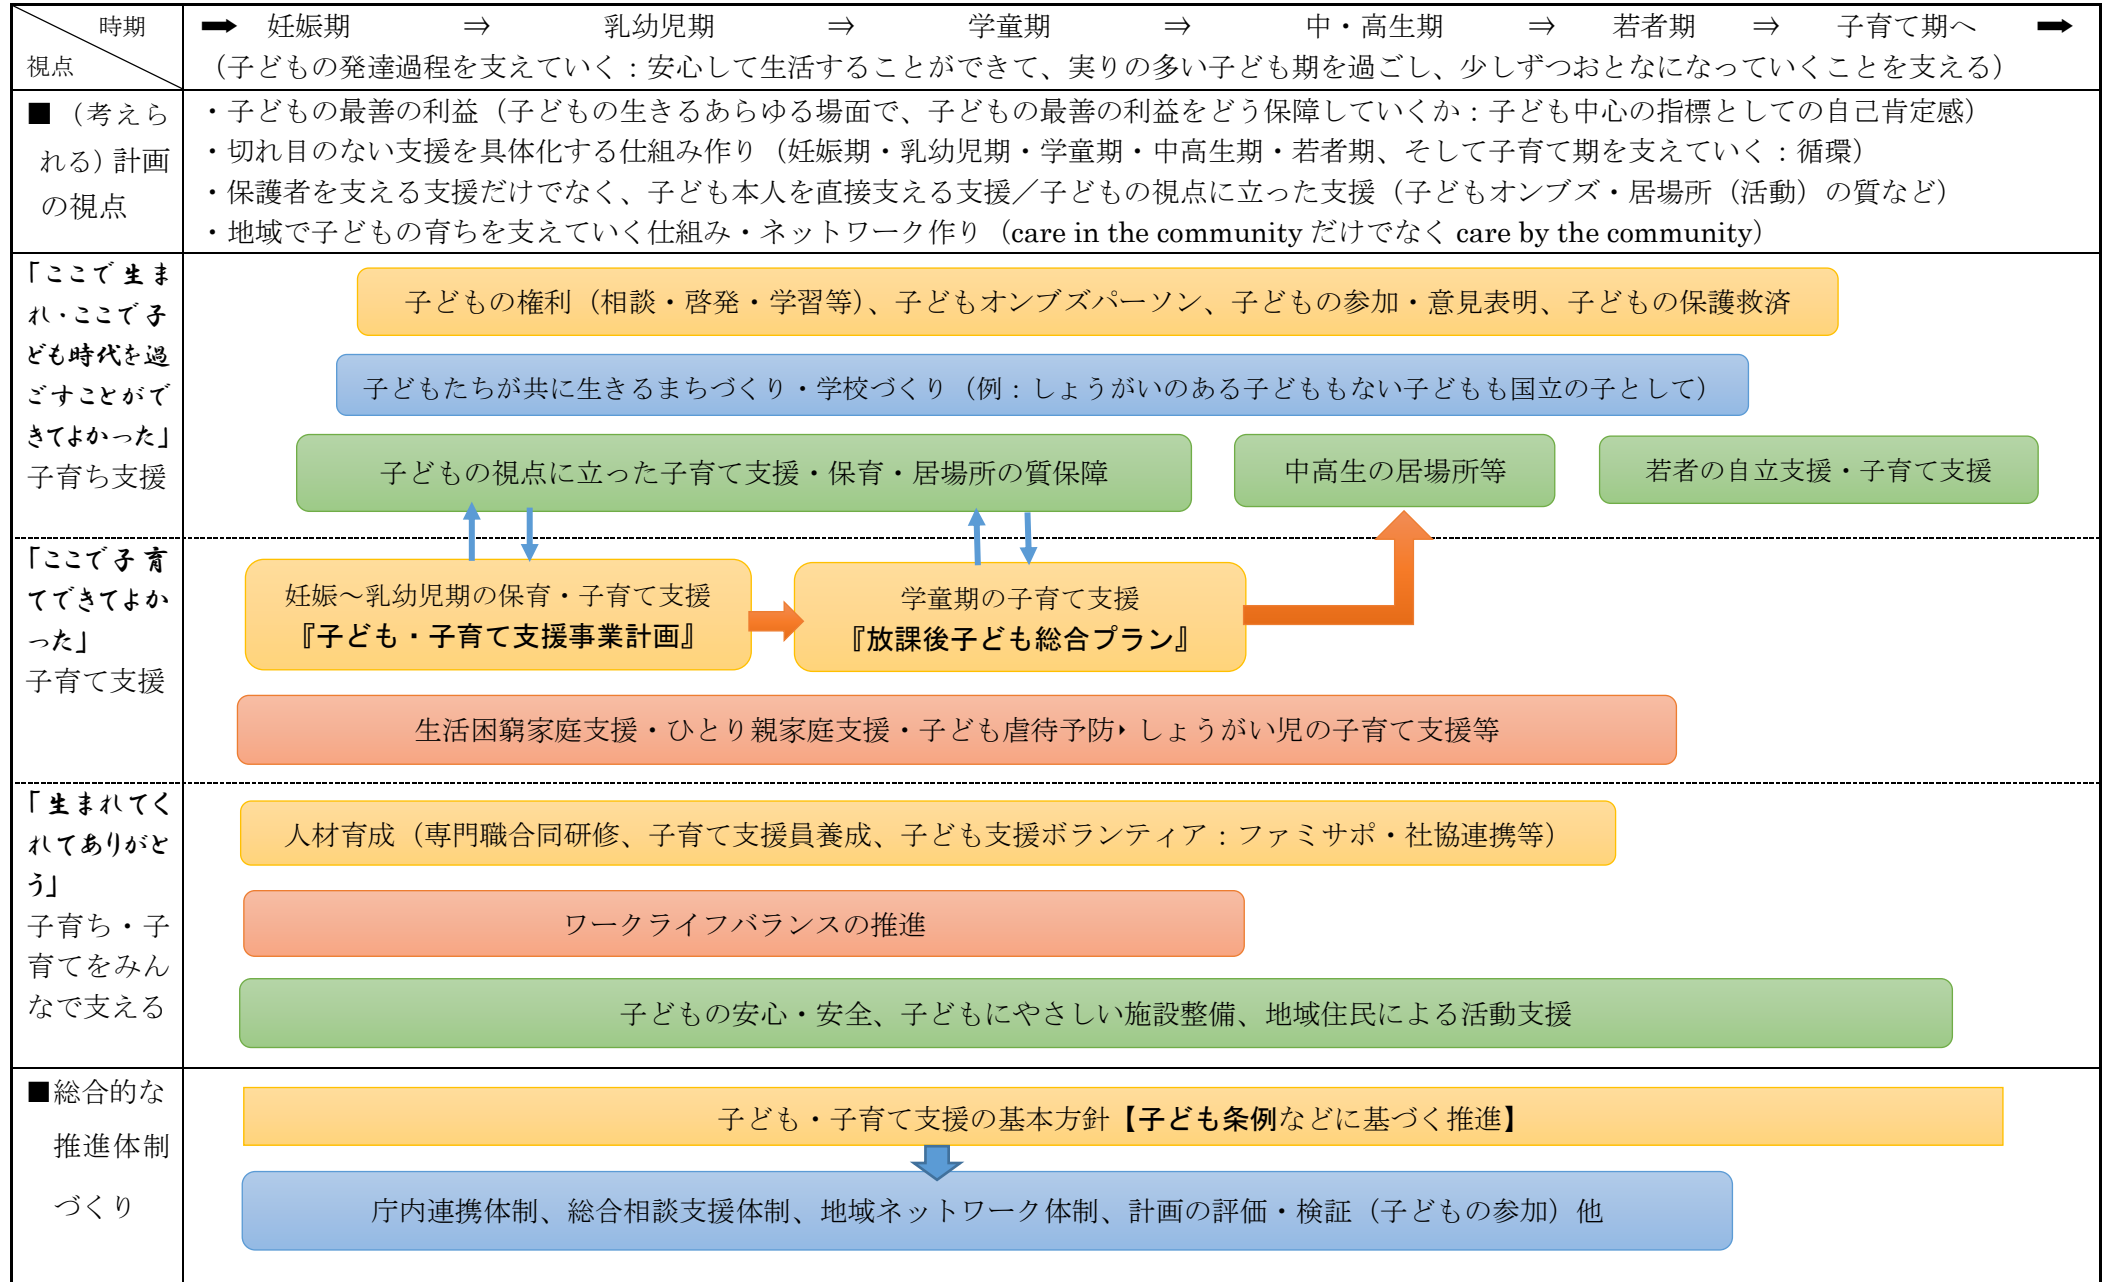 時期
視点
➡ 妊娠期 ⇒ 乳幼児期 ⇒ 学童期 ⇒ 中・高生期 ⇒ 若者期 ⇒ 子育て期へ ➡
（子どもの発達過程を支えていく：安心して生活することができて、実りの多い子ども期を過ごし、少しずつおとなになっていくことを支える）
■（考えら
れる）計画
の視点
・子どもの最善の利益（子どもの生きるあらゆる場面で、子どもの最善の利益をどう保障していくか：子ども中心の指標としての自己肯定感）
・切れ目のない支援を具体化する仕組み作り（妊娠期・乳幼児期・学童期・中高生期・若者期、そして子育て期を支えていく：循環）
・保護者を支える支援だけでなく、子ども本人を直接支える支援／子どもの視点に立った支援（子どもオンブズ・居場所（活動）の質など）
・地域で子どもの育ちを支えていく仕組み・ネットワーク作り（care in the community だけでなく care by the community）
「ここで生ま
れ・ここで子
ども時代を過
ごすことがで
きてよかった」
子育ち支援
子どもの権利（相談・啓発・学習等）、子どもオンブズパーソン、子どもの参加・意見表明、子どもの保護救済
子どもたちが共に生きるまちづくり・学校づくり（例：しょうがいのある子どももない子どもも国立の子として）
子どもの視点に立った子育て支援・保育・居場所の質保障
中高生の居場所等
若者の自立支援・子育て支援
「ここで子育
てできてよか
った」
子育て支援
妊娠～乳幼児期の保育・子育て支援
『子ども・子育て支援事業計画』
学童期の子育て支援
『放課後子ども総合プラン』
生活困窮家庭支援・ひとり親家庭支援・子ども虐待予防・しょうがい児の子育て支援等
「生まれてく
れてありがと
う」
子育ち・子
育てをみん
なで支える
人材育成（専門職合同研修、子育て支援員養成、子ども支援ボランティア：ファミサポ・社協連携等）
ワークライフバランスの推進
子どもの安心・安全、子どもにやさしい施設整備、地域住民による活動支援
■総合的な
推進体制
づくり
子ども・子育て支援の基本方針【子ども条例などに基づく推進】
庁内連携体制、総合相談支援体制、地域ネットワーク体制、計画の評価・検証（子どもの参加）他